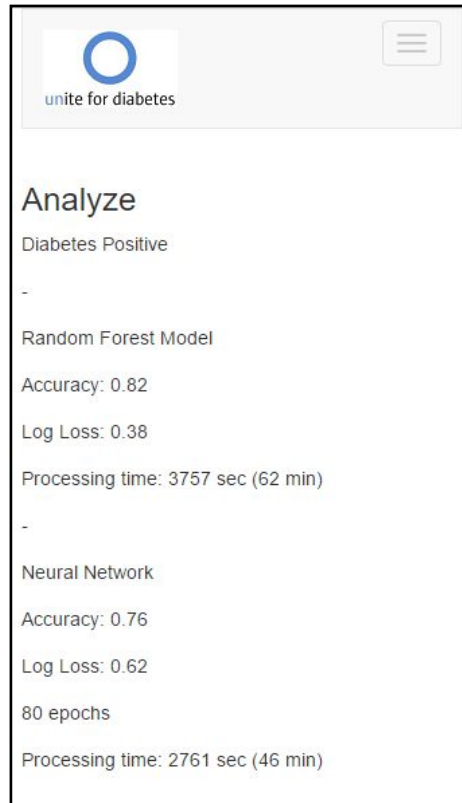 unite for diabetes
Analyze
Diabetes Positive
-
Random Forest Model
Accuracy: 0.82
Log Loss: 0.38
Processing time: 3757 sec (62 min)
-
Neural Network
Accuracy: 0.76
Log Loss: 0.62
80 epochs
Processing time: 2761 sec (46 min)